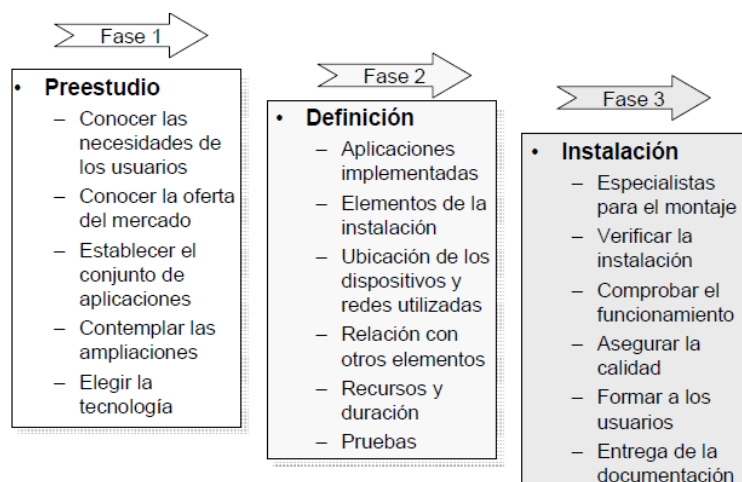 Fase 1
• Preestudio
– Conocer las
necesidades de
los usuarios
– Conocer la oferta
del mercado
– Establecer el
conjunto de
aplicaciones
– Contemplar las
ampliaciones
– Elegir la
tecnología
Fase 2
• Definición
– Aplicaciones
implementadas
– Elementos de la
instalación
– Ubicación de los
dispositivos y
redes utilizadas
– Relación con
otros elementos
– Recursos y
duración
– Pruebas
Fase 3
• Instalación
– Especialistas
para el montaje
– Verificar la
instalación
– Comprobar el
funcionamiento
– Asegurar la
calidad
– Formar a los
usuarios
– Entrega de la
documentación